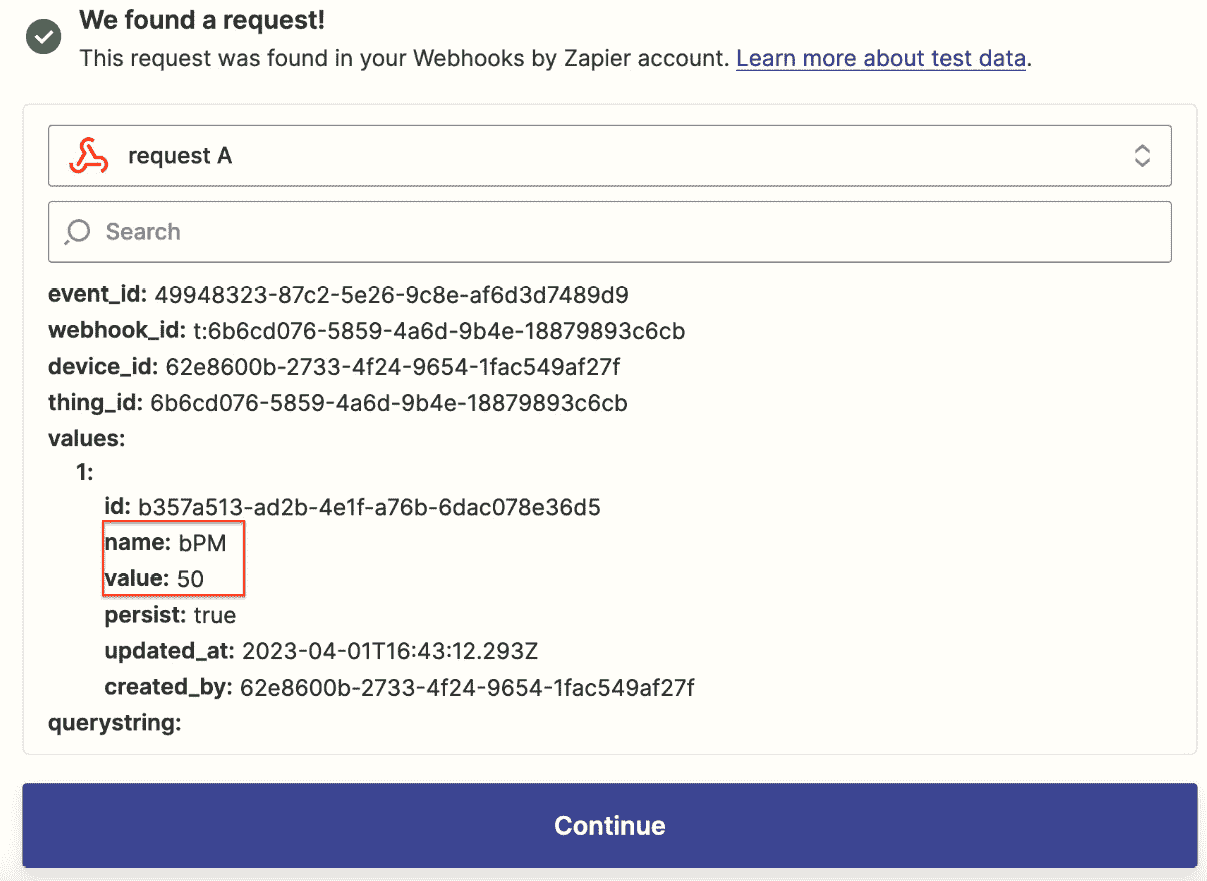 We found a request!
This request was found in your Webhooks by Zapier account. Learn more about test data.
request A
Search
event_id: 49948323-87c2-5e26-9c8e-af6d3d7489d9
webhook_id: t:6b6cd076-5859-4a6d-9b4e-18879893c6cb
device_id: 62e8600b-2733-4f24-9654-1fac549af27f
thing_id: 6b6cd076-5859-4a6d-9b4e-18879893c6cb
values:
1:
id: b357a513-ad2b-4e1f-a76b-6dac078e36d5
name: bPM
value: 50
persist: true
updated_at: 2023-04-01T16:43:12.293Z
created_by: 62e8600b-2733-4f24-9654-1fac549af27f
querystring:
Continue